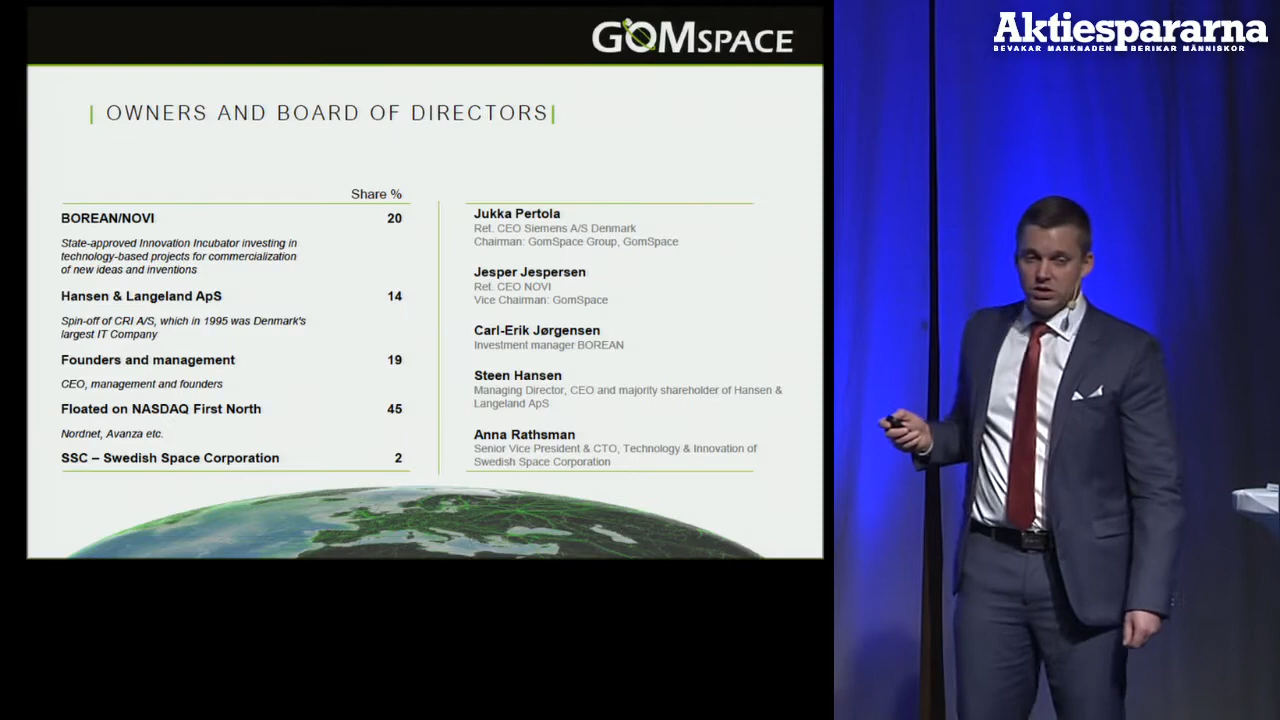 GOMSPACE
Aktiespararna
BEVAKAR MARKNADEN BERIKAR MÄNNISKOR
| OWNERS AND BOARD OF DIRECTORS|
Share %
BOREAN/NOVI 20
State-approved Innovation Incubator investing in
technology-based projects for commercialization
of new ideas and inventions
Hansen & Langeland ApS 14
Spin-off of CRI A/S, which in 1995 was Denmark's
largest IT Company
Founders and management 19
CEO, management and founders
Floated on NASDAQ First North 45
Nordnet, Avanza etc.
SSC – Swedish Space Corporation 2
Jukka Pertola
Ret. CEO Siemens A/S Denmark
Chairman: GomSpace Group, GomSpace
Jesper Jespersen
Ret. CEO NOVI
Vice Chairman: GomSpace
Carl-Erik Jørgensen
Investment manager BOREAN
Steen Hansen
Managing Director, CEO and majority shareholder of Hansen &
Langeland ApS
Anna Rathsman
Senior Vice President & CTO, Technology & Innovation of
Swedish Space Corporation